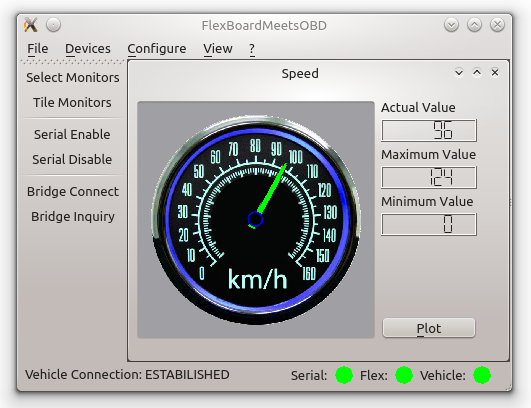 FlexBoardMeetsOBD
File Devices Configure View ?
Select Monitors
Tile Monitors
Serial Enable
Serial Disable
Bridge Connect
Bridge Inquiry
Speed
0 10 20 30 40 50 60 70 80 90 100 110 120 130 140 150 160
km/h
Actual Value
96
Maximum Value
124
Minimum Value
0
Plot
Vehicle Connection: ESTABILISHED Serial: Flex: Vehicle: